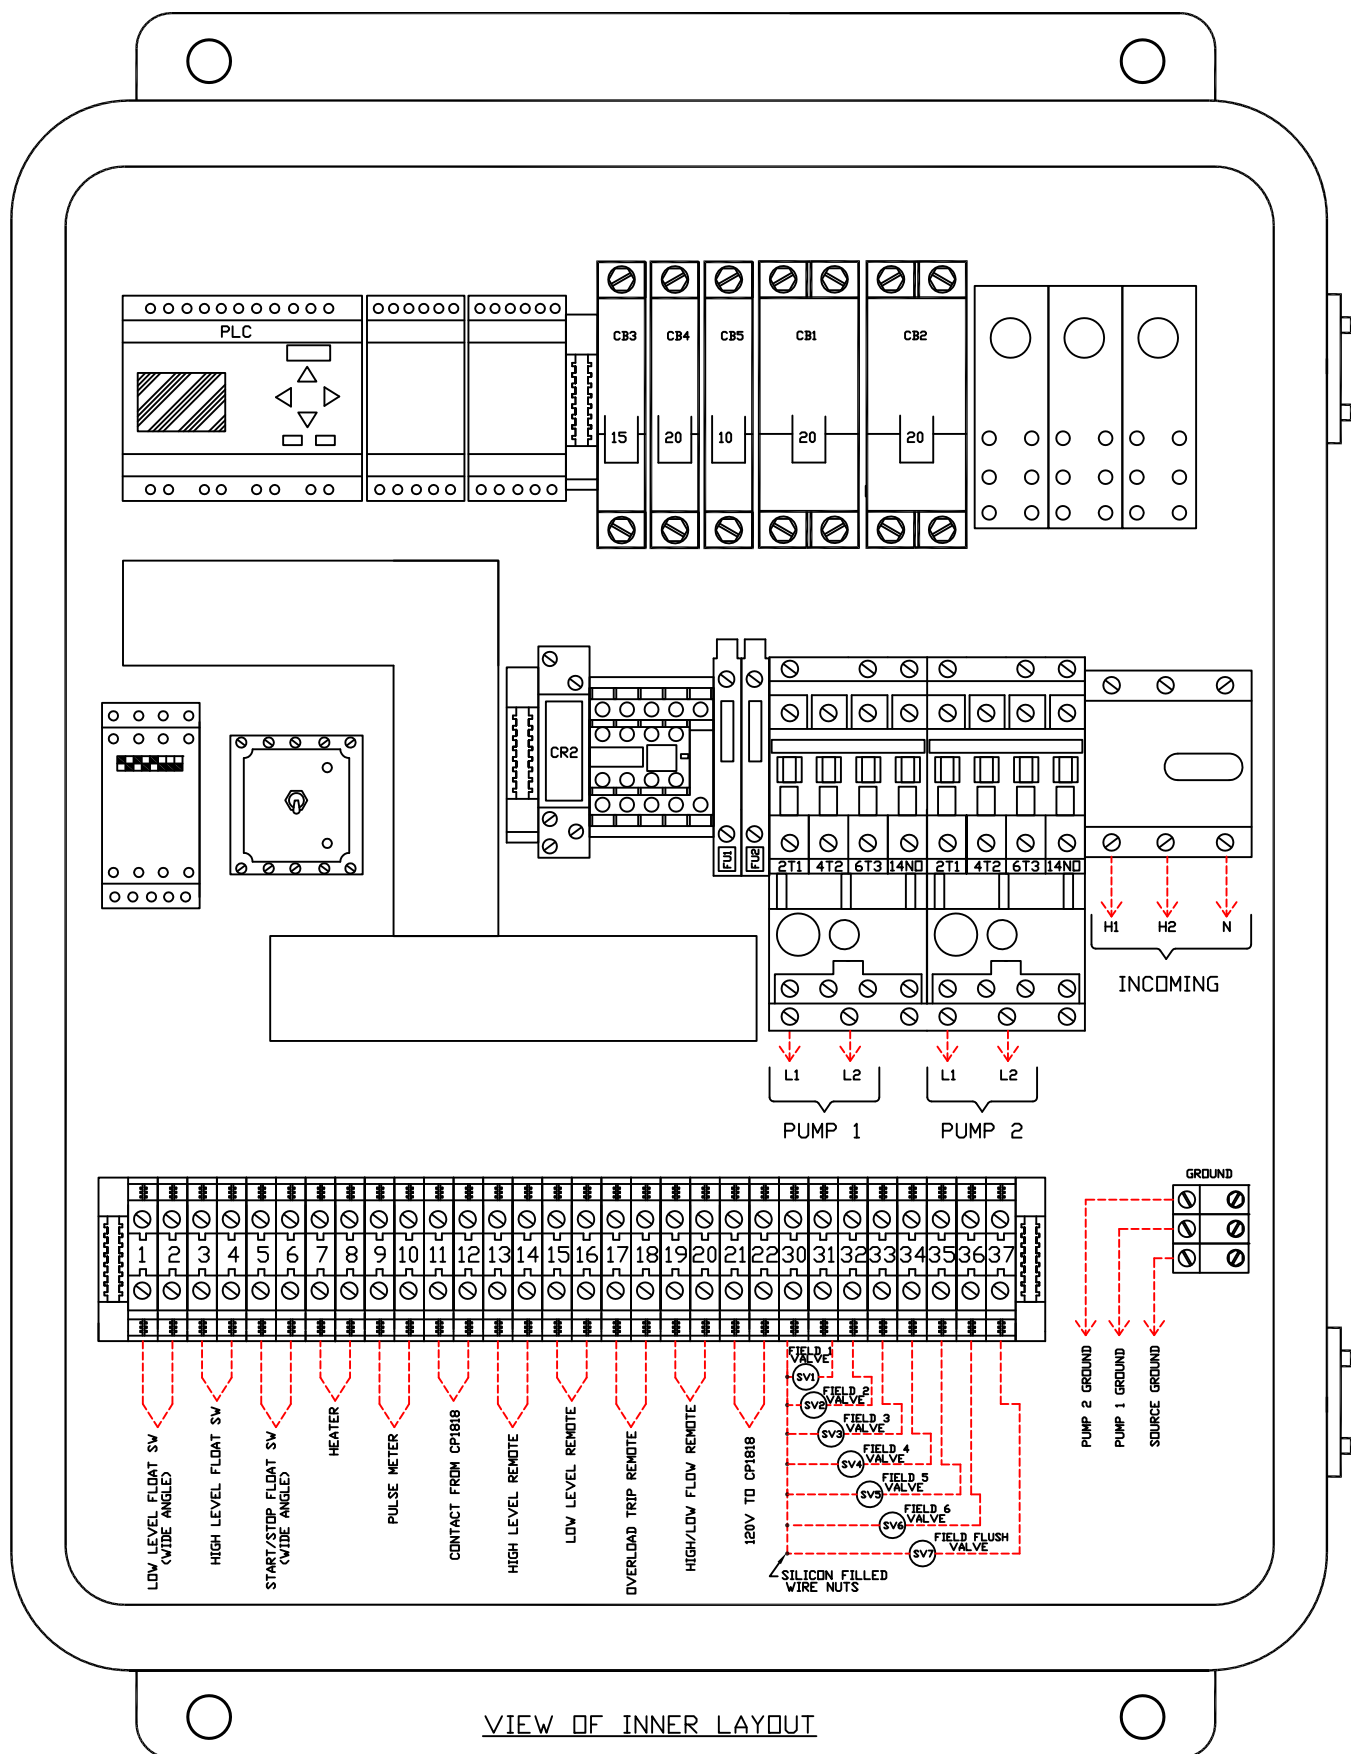 PLC
CB3
CB4
CB5
CB1
CB2
15
20
10
20
20
CR2
FU1
FU2
2T1 4T2 6T3 14NO
2T1 4T2 6T3 14NO
H1 H2 N
INCOMING
L1 L2
L1 L2
PUMP 1
PUMP 2
GROUND
1 2 3 4 5 6 7 8 9 10 11 12 13 14 15 16 17 18 19 20 21 22 30 31 32 33 34 35 36 37
LOW LEVEL FLOAT SW
(WIDE ANGLE)
HIGH LEVEL FLOAT SW
START/STOP FLOAT SW
(WIDE ANGLE)
HEATER
PULSE METER
CONTACT FROM CP1818
HIGH LEVEL REMOTE
LOW LEVEL REMOTE
OVERLOAD TRIP REMOTE
HIGH/LOW FLOW REMOTE
120V TO CP1818
FIELD 1
VALVE
SV1
FIELD 2
VALVE
SV2
FIELD 3
VALVE
SV3
FIELD 4
VALVE
SV4
FIELD 5
VALVE
SV5
FIELD 6
VALVE
SV6
FIELD FLUSH
VALVE
SV7
SILICON FILLED
WIRE NUTS
PUMP 2 GROUND
PUMP 1 GROUND
SOURCE GROUND
VIEW OF INNER LAYOUT